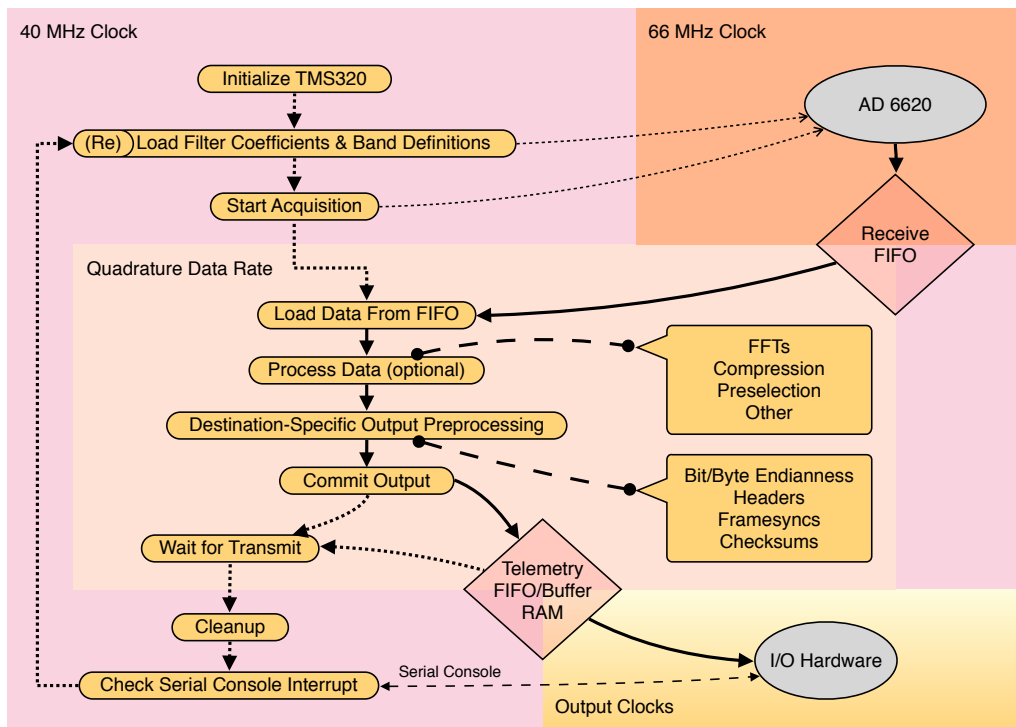 40 MHz Clock
66 MHz Clock
Initialize TMS320
AD 6620
(Re) Load Filter Coefficients & Band Definitions
Start Acquisition
Receive
FIFO
Quadrature Data Rate
Load Data From FIFO
Process Data (optional)
FFTs
Compression
Preselection
Other
Destination-Specific Output Preprocessing
Commit Output
Bit/Byte Endianness
Headers
Framesyncs
Checksums
Wait for Transmit
Telemetry
FIFO/Buffer
RAM
Cleanup
I/O Hardware
Check Serial Console Interrupt
Serial Console
Output Clocks